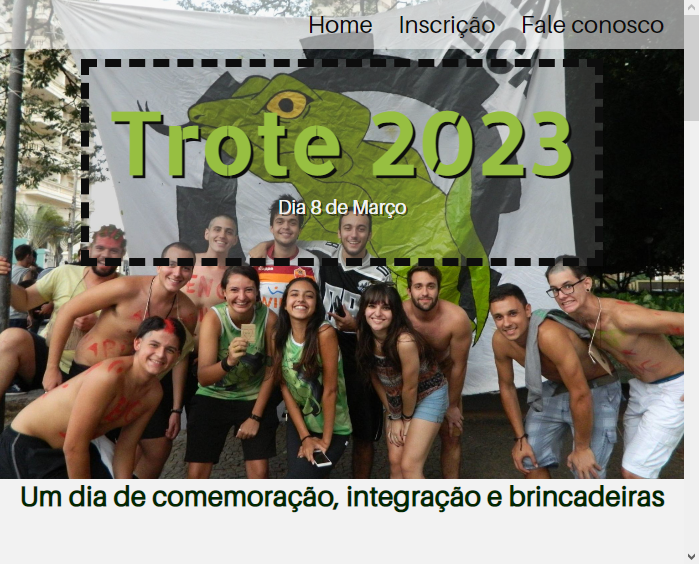 Home Inscrição Fale conosco
Trote 2023
Dia 8 de Março
Um dia de comemoração, integração e brincadeiras